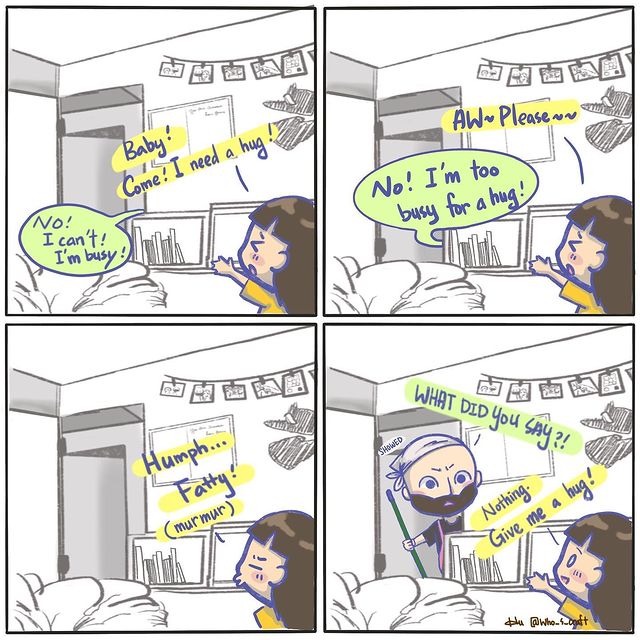 Baby!
Come! I need a hug!
No!
I can't!
I'm busy!
AW~ Please~~
No! I'm too
busy for a hug!
Humph...
Fatty!
(murmur)
WHAT DID YOU SAY?!
SHOWED
Nothing.
Give me a hug!
@who_s_craft